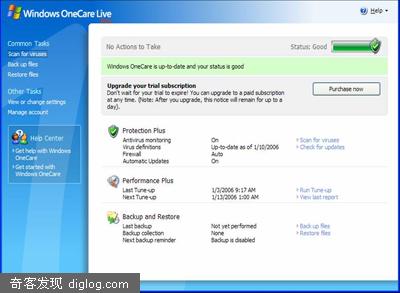 Windows OneCare Live
Help
Common Tasks
Scan for viruses
Back up files
Restore files
Other Tasks
View or change settings
Manage account
Help Center
Get help with Windows OneCare
Get started with Windows OneCare
No Actions to Take Status: Good
Windows OneCare is up-to-date and your status is good
Upgrade your trial subscription
Don't wait for your trial to expire! You can upgrade to a paid subscription
at any time. (Note: After you upgrade, this notice will remain for up to a
day).
Purchase now
Protection Plus
Antivirus monitoring On Scan for viruses
Virus definitions Up-to-date as of 1/10/2006 Check for updates
Firewall Auto
Automatic Updates On
Performance Plus
Last Tune-up 1/3/2006 9:17 AM Run Tune-up
Next Tune-up 1/13/2006 1:00 AM View last report
Backup and Restore
Last backup Not yet performed Back up files
Backup collection None Restore files
Next backup reminder Backup is disabled
奇客发现 diglog.com